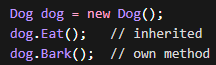 Dog dog = new Dog();
dog.Eat();   // inherited
dog.Bark();  // own method